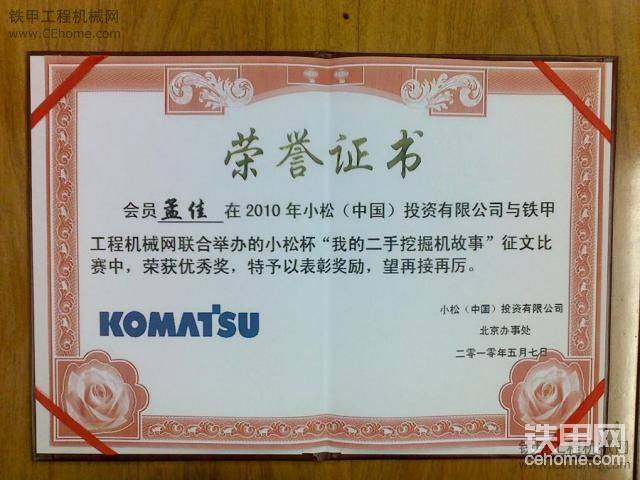 铁甲工程机械网
www.CEhome.com
荣誉证书
会员 孟佳 在 2010 年小松（中国）投资有限公司与铁甲
工程机械网联合举办的小松杯“我的二手挖掘机故事”征文比
赛中，荣获优秀奖，特予以表彰奖励，望再接再厉。
KOMATSU
小松（中国）投资有限公司
北京办事处
二零一零年五月七日
铁甲网
cehome.com